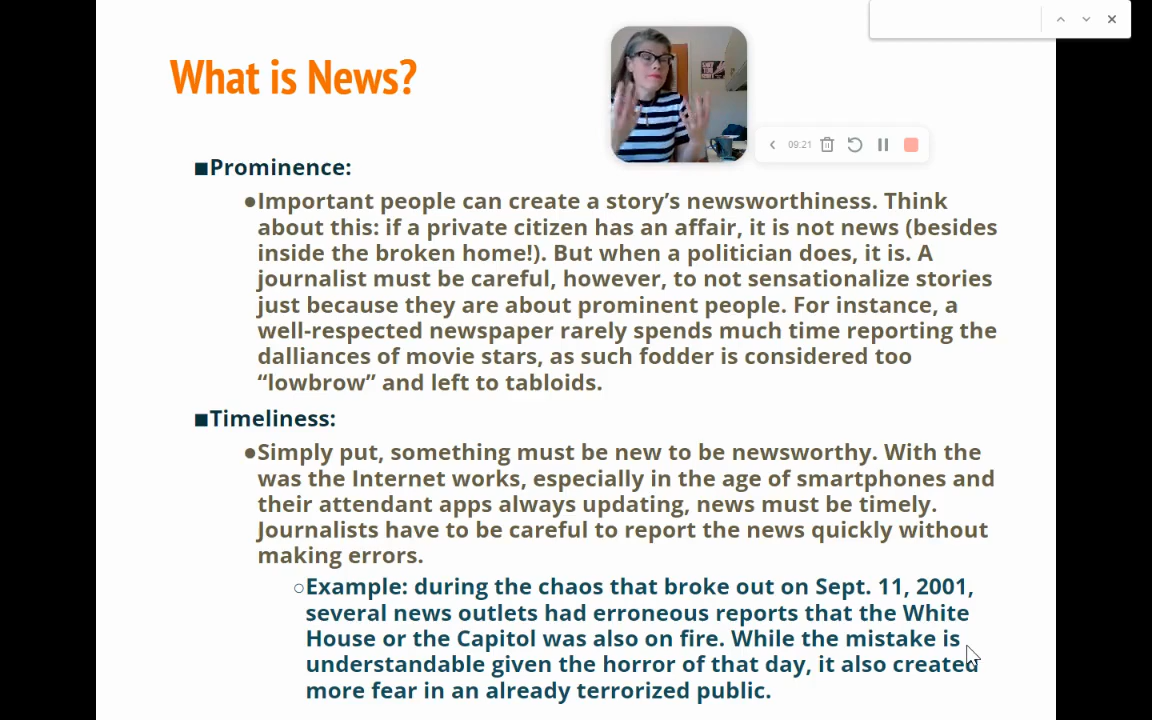 What is News?
09:21
■Prominence:
●Important people can create a story’s newsworthiness. Think
about this: if a private citizen has an affair, it is not news (besides
inside the broken home!). But when a politician does, it is. A
journalist must be careful, however, to not sensationalize stories
just because they are about prominent people. For instance, a
well-respected newspaper rarely spends much time reporting the
dalliances of movie stars, as such fodder is considered too
“lowbrow” and left to tabloids.
■Timeliness:
●Simply put, something must be new to be newsworthy. With the
was the Internet works, especially in the age of smartphones and
their attendant apps always updating, news must be timely.
Journalists have to be careful to report the news quickly without
making errors.
○Example: during the chaos that broke out on Sept. 11, 2001,
several news outlets had erroneous reports that the White
House or the Capitol was also on fire. While the mistake is
understandable given the horror of that day, it also created
more fear in an already terrorized public.